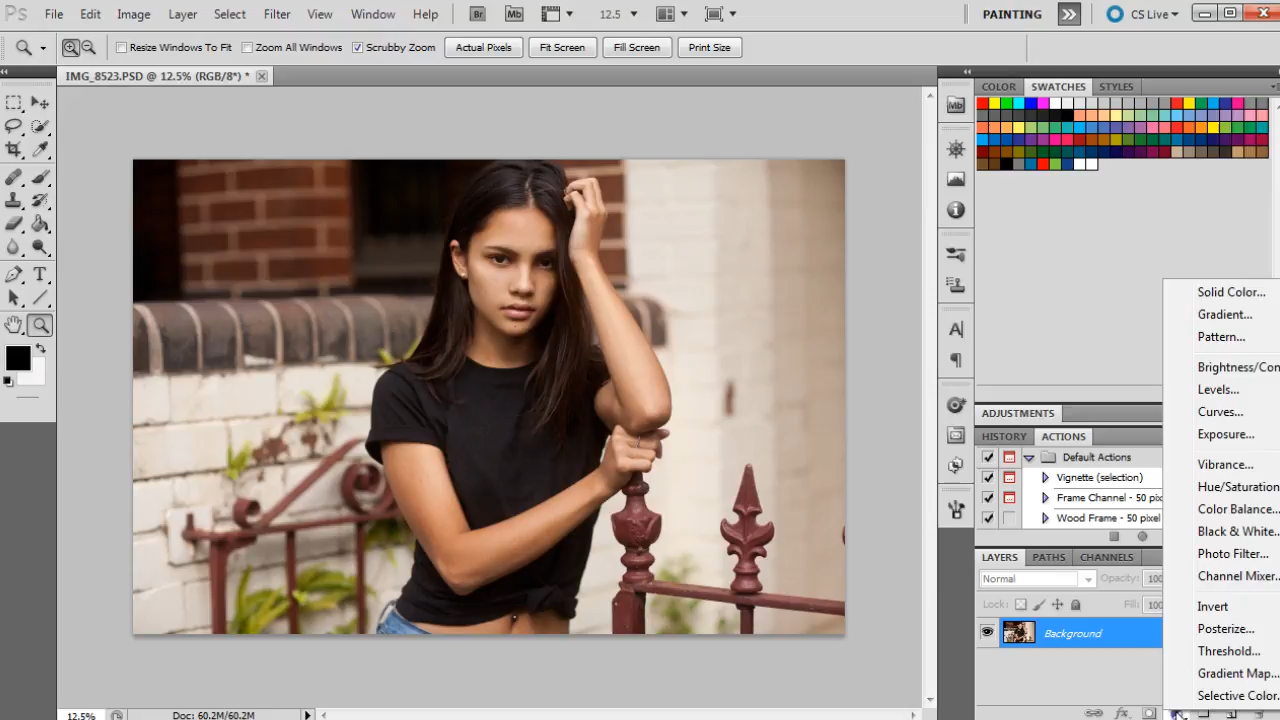 Ps File Edit Image Layer Select Filter View Window Help Br Mb 12.5 PAINTING CS Live
Resize Windows To Fit Zoom All Windows Scrubby Zoom Actual Pixels Fit Screen Fill Screen Print Size
IMG_8523.PSD @ 12.5% (RGB/8*) *
COLOR SWATCHES STYLES
Mb
Solid Color...
Gradient...
Pattern...
Brightness/Con
Levels...
Curves...
Exposure...
Vibrance...
Hue/Saturation
Color Balance...
Black & White...
Photo Filter...
Channel Mixer...
Invert
Posterize...
Threshold...
Gradient Map...
Selective Color.
ADJUSTMENTS
HISTORY ACTIONS
Default Actions
Vignette (selection)
Frame Channel - 50 pix
Wood Frame - 50 pixel
LAYERS PATHS CHANNELS
Normal Opacity: 100
Lock: Fill: 100
Background
12.5% Doc: 60.2M/60.2M